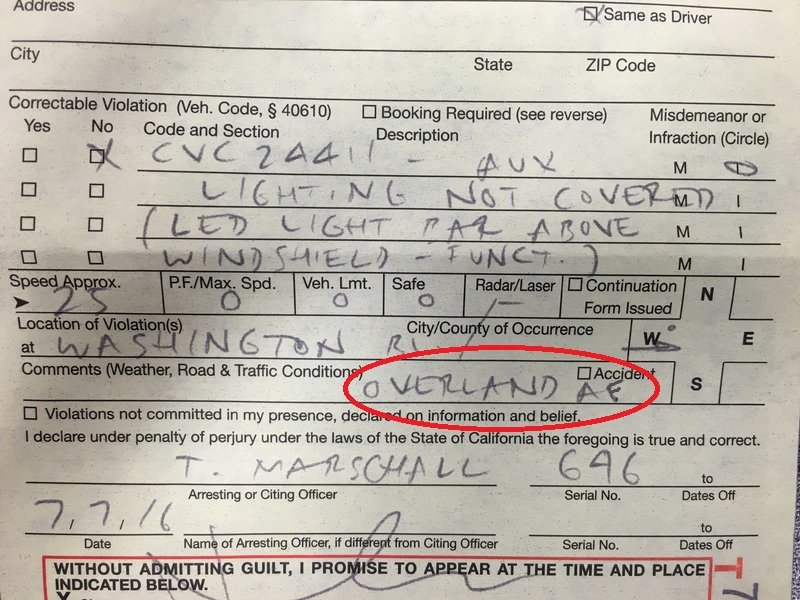 Address
Same as Driver
City
State ZIP Code
Correctable Violation (Veh. Code, § 40610) Booking Required (see reverse) Misdemeanor or
Yes No Code and Section Description Infraction (Circle)
CVC 24411 - AUX M I
LIGHTING NOT COVERED M I
(LED LIGHT BAR ABOVE M I
WINDSHIELD - FUNCT.) M I
Speed Approx. P.F./Max. Spd. Veh. Lmt. Safe Radar/Laser Continuation Form Issued N
25 0 0 0 -
Location of Violation(s) City/County of Occurrence
at WASHINGTON W E
Comments (Weather, Road & Traffic Conditions) Accident
OVERLAND AF S
Violations not committed in my presence, declared on information and belief.
I declare under penalty of perjury under the laws of the State of California the foregoing is true and correct.
T. MARSCHALL 646 to
Arresting or Citing Officer Serial No. Dates Off
7, 7, 16 to
Date Name of Arresting Officer, if different from Citing Officer Serial No. Dates Off
WITHOUT ADMITTING GUILT, I PROMISE TO APPEAR AT THE TIME AND PLACE
INDICATED BELOW.
X
T 7